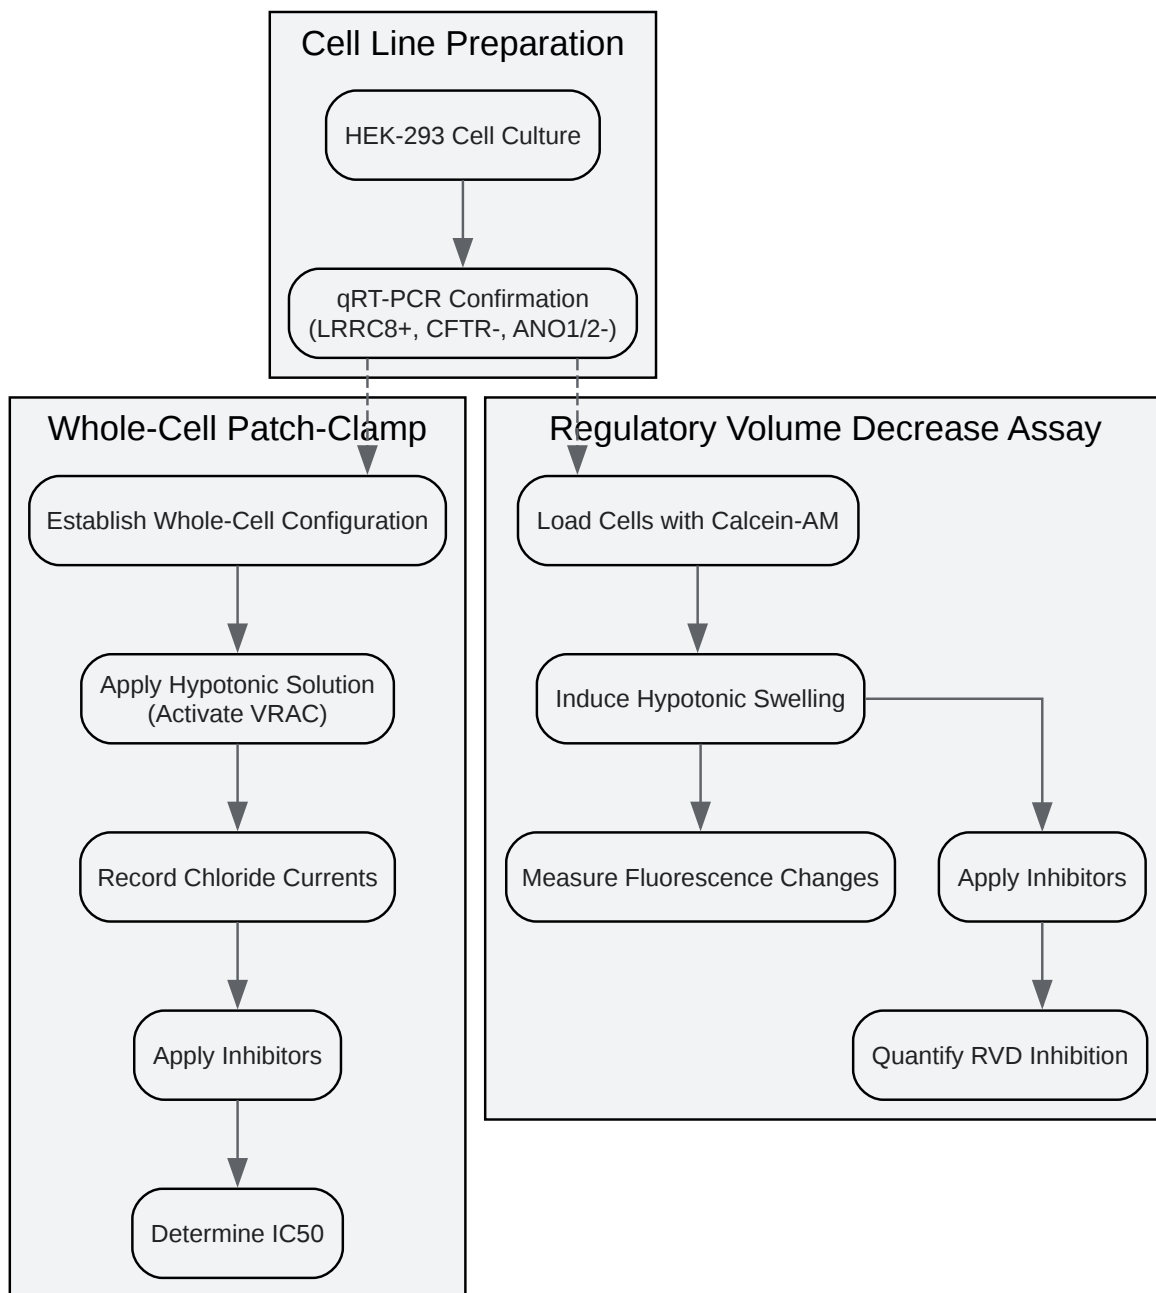 Cell Line Preparation
HEK-293 Cell Culture
qRT-PCR Confirmation
(LRRC8+, CFTR-, ANO1/2-)
Whole-Cell Patch-Clamp
Establish Whole-Cell Configuration
Apply Hypotonic Solution
(Activate VRAC)
Record Chloride Currents
Apply Inhibitors
Determine IC50
Regulatory Volume Decrease Assay
Load Cells with Calcein-AM
Induce Hypotonic Swelling
Measure Fluorescence Changes
Apply Inhibitors
Quantify RVD Inhibition